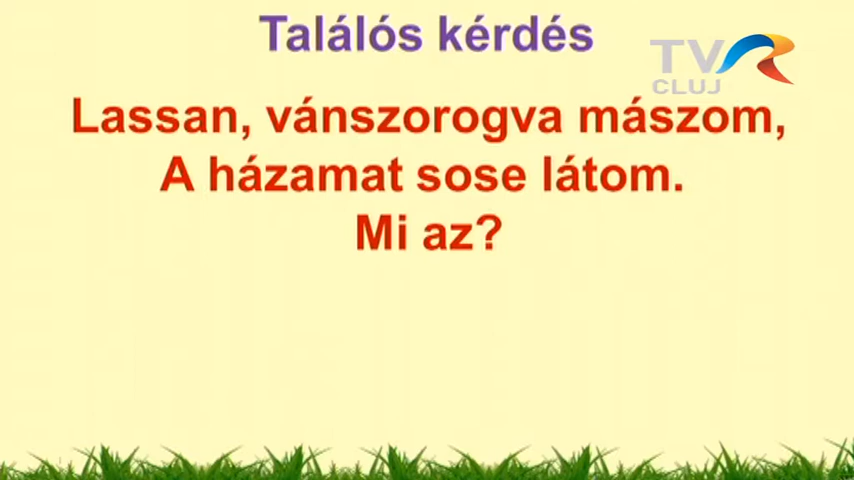 Találós kérdés
TVR
CLUJ
Lassan, vánszorogva mászom,
A házamat sose látom.
Mi az?